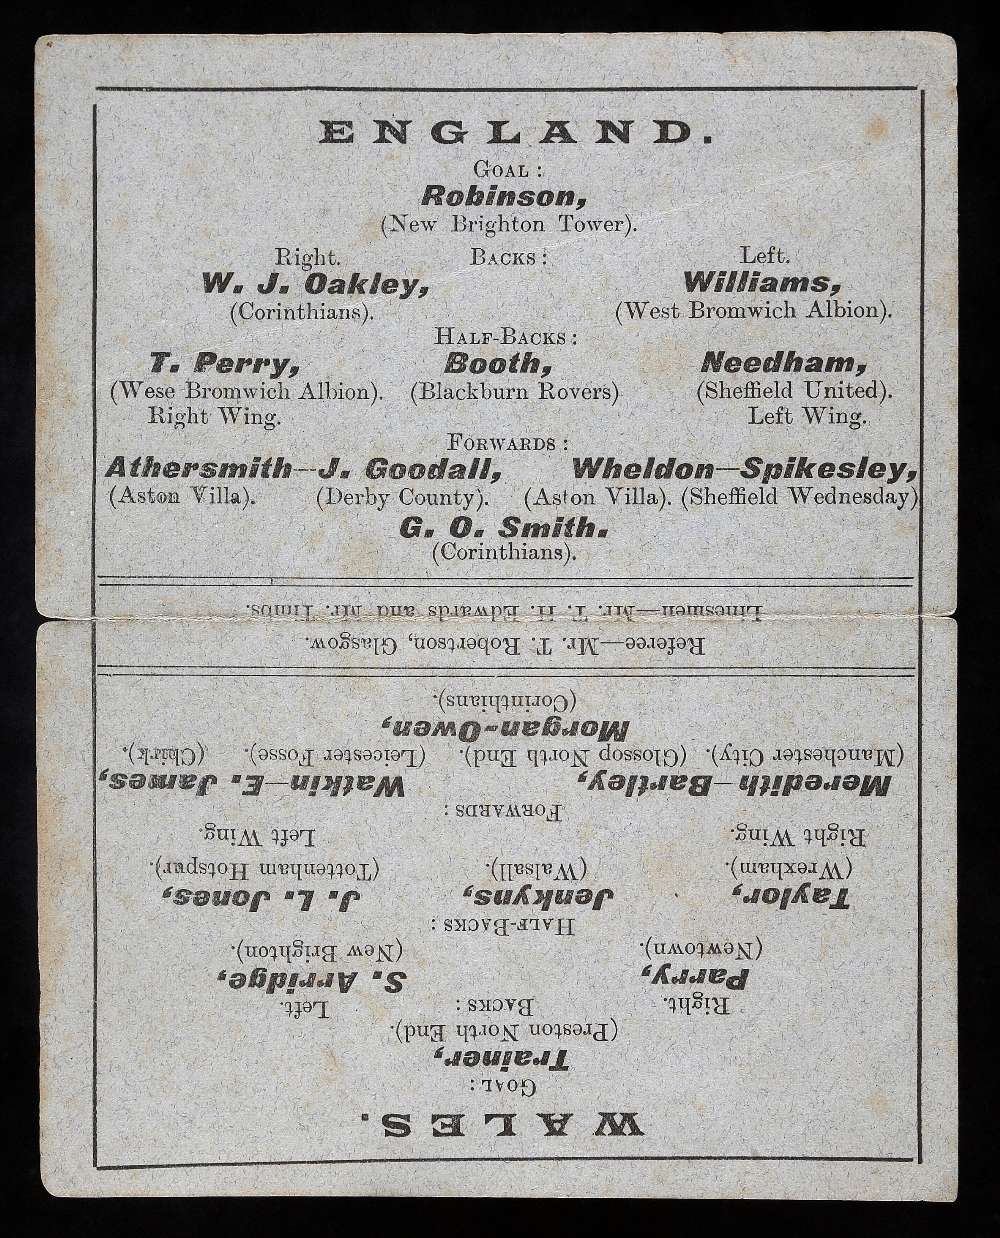 ENGLAND.
GOAL :
Robinson,
(New Brighton Tower).
Right. BACKS : Left.
W. J. Oakley, Williams,
(Corinthians). (West Bromwich Albion).
HALF-BACKS :
T. Perry, Booth, Needham,
(Wese Bromwich Albion). (Blackburn Rovers) (Sheffield United).
Right Wing. Left Wing.
FORWARDS :
Athersmith—J. Goodall, Wheldon—Spikesley,
(Aston Villa). (Derby County). (Aston Villa). (Sheffield Wednesday)
G. O. Smith.
(Corinthians).
WALES.
GOAL :
Trainer,
(Preston North End).
Right. BACKS : Left.
Parry, S. Arridge,
(Newtown). (New Brighton).
HALF-BACKS :
Taylor, Jenkyns, J. L. Jones,
(Wrexham). (Walsall). (Tottenham Hotspur).
Right Wing. Left Wing.
FORWARDS :
Meredith—Bartley, Watkin—E. James,
(Manchester City). (Glossop North End). (Leicester Fosse). (Chirk).
Morgan-Owen,
(Corinthians).
Referee—Mr. T. Robertson, Glasgow.
Linesmen—Mr. T. H. Edwards and Mr. Timbs.